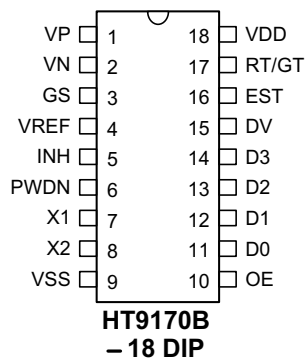 VP 1 18 VDD
VN 2 17 RT/GT
GS 3 16 EST
VREF 4 15 DV
INH 5 14 D3
PWDN 6 13 D2
X1 7 12 D1
X2 8 11 D0
VSS 9 10 OE
HT9170B
– 18 DIP